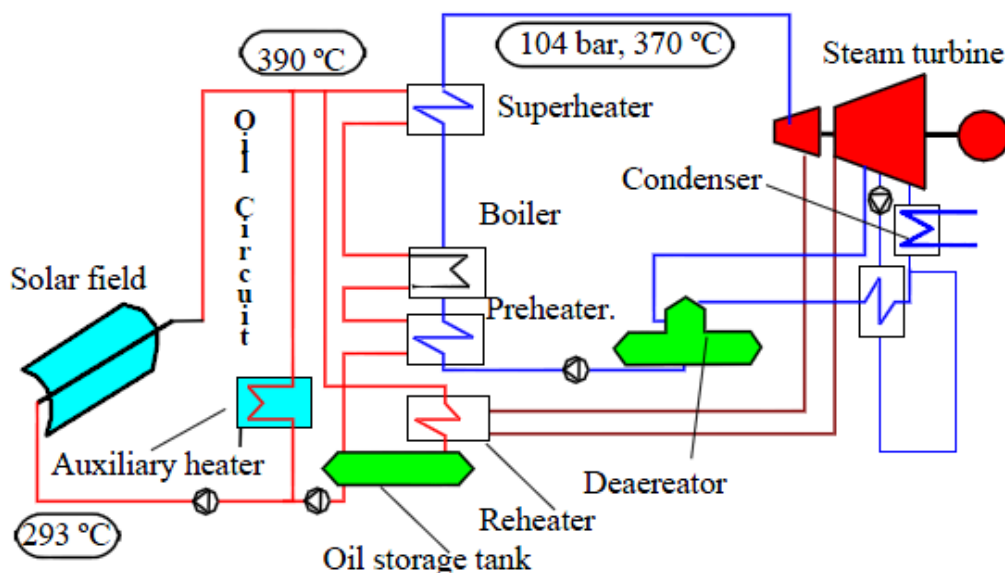 390 ºC
104 bar, 370 ºC
Steam turbine
Superheater
Oil Circuit
Condenser
Boiler
Solar field
Preheater.
Auxiliary heater
Deaereator
Reheater
293 ºC
Oil storage tank